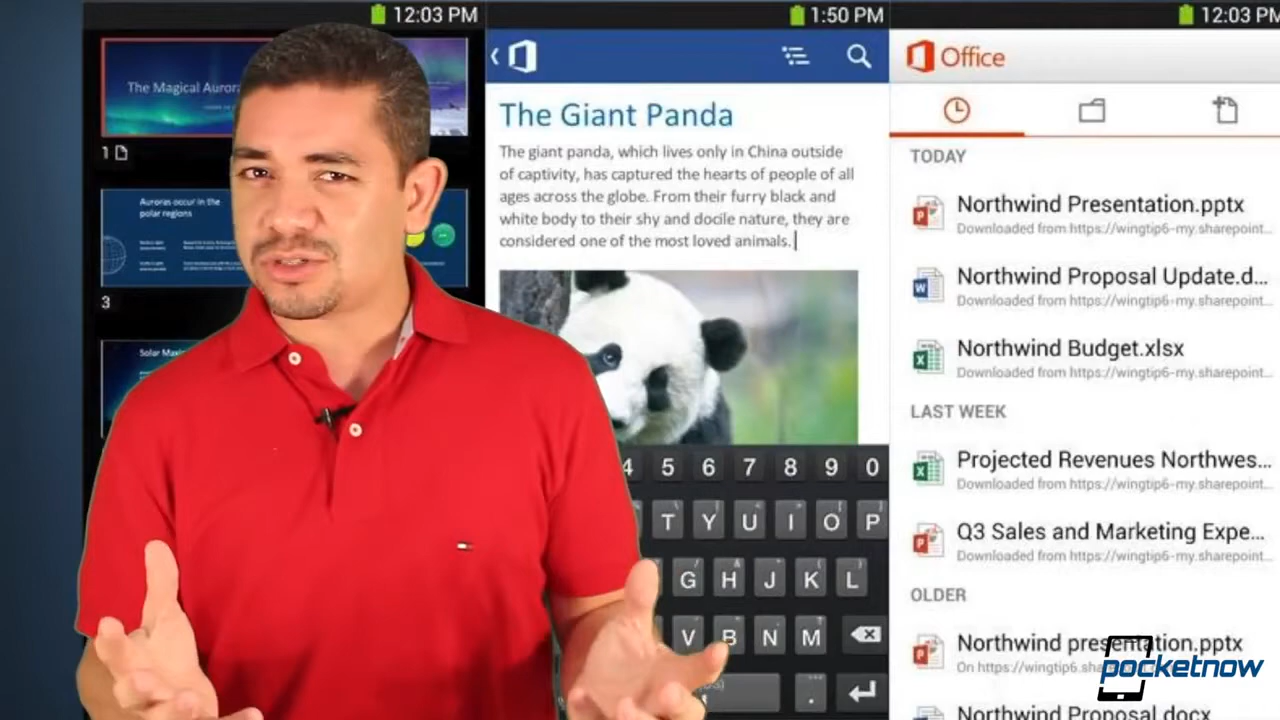 12:03 PM
The Magical Aurora
1
Auroras occur in the
polar regions
3
1:50 PM
The Giant Panda
The giant panda, which lives only in China outside
of captivity, has captured the hearts of people of all
ages across the globe. From their furry black and
white body to their shy and docile nature, they are
considered one of the most loved animals.
4 5 6 7 8 9 0
T Y U I O P
G H J K L
V B N M
.
12:03 PM
Office
TODAY
Northwind Presentation.pptx
Downloaded from https://wingtip6-my.sharepoint...
Northwind Proposal Update.d...
Downloaded from https://wingtip6-my.sharepoint...
Northwind Budget.xlsx
Downloaded from https://wingtip6-my.sharepoint...
LAST WEEK
Projected Revenues Northwes...
Downloaded from https://wingtip6-my.sharepoint...
Q3 Sales and Marketing Expe...
Downloaded from https://wingtip6-my.sharepoint...
OLDER
Northwind presentation.pptx
On https://wingtip6.sha
Northwind Proposal.docx
pocketnow